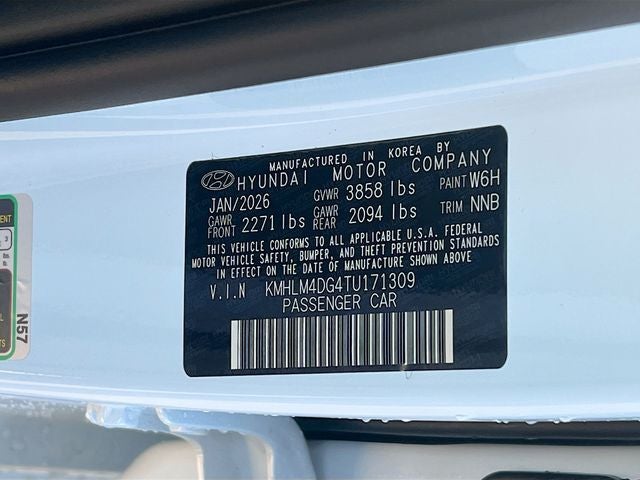 MANUFACTURED IN KOREA BY
HYUNDAI MOTOR COMPANY
JAN/2026 GVWR 3858 lbs PAINT W6H
GAWR FRONT 2271 lbs GAWR REAR 2094 lbs TRIM NNB
THIS VEHICLE CONFORMS TO ALL APPLICABLE U.S.A. FEDERAL
MOTOR VEHICLE SAFETY, BUMPER, AND THEFT PREVENTION STANDARDS
IN EFFECT ON THE DATE OF MANUFACTURE SHOWN ABOVE
V.I.N KMHLM4DG4TU171309
PASSENGER CAR
N57
3
lbs.